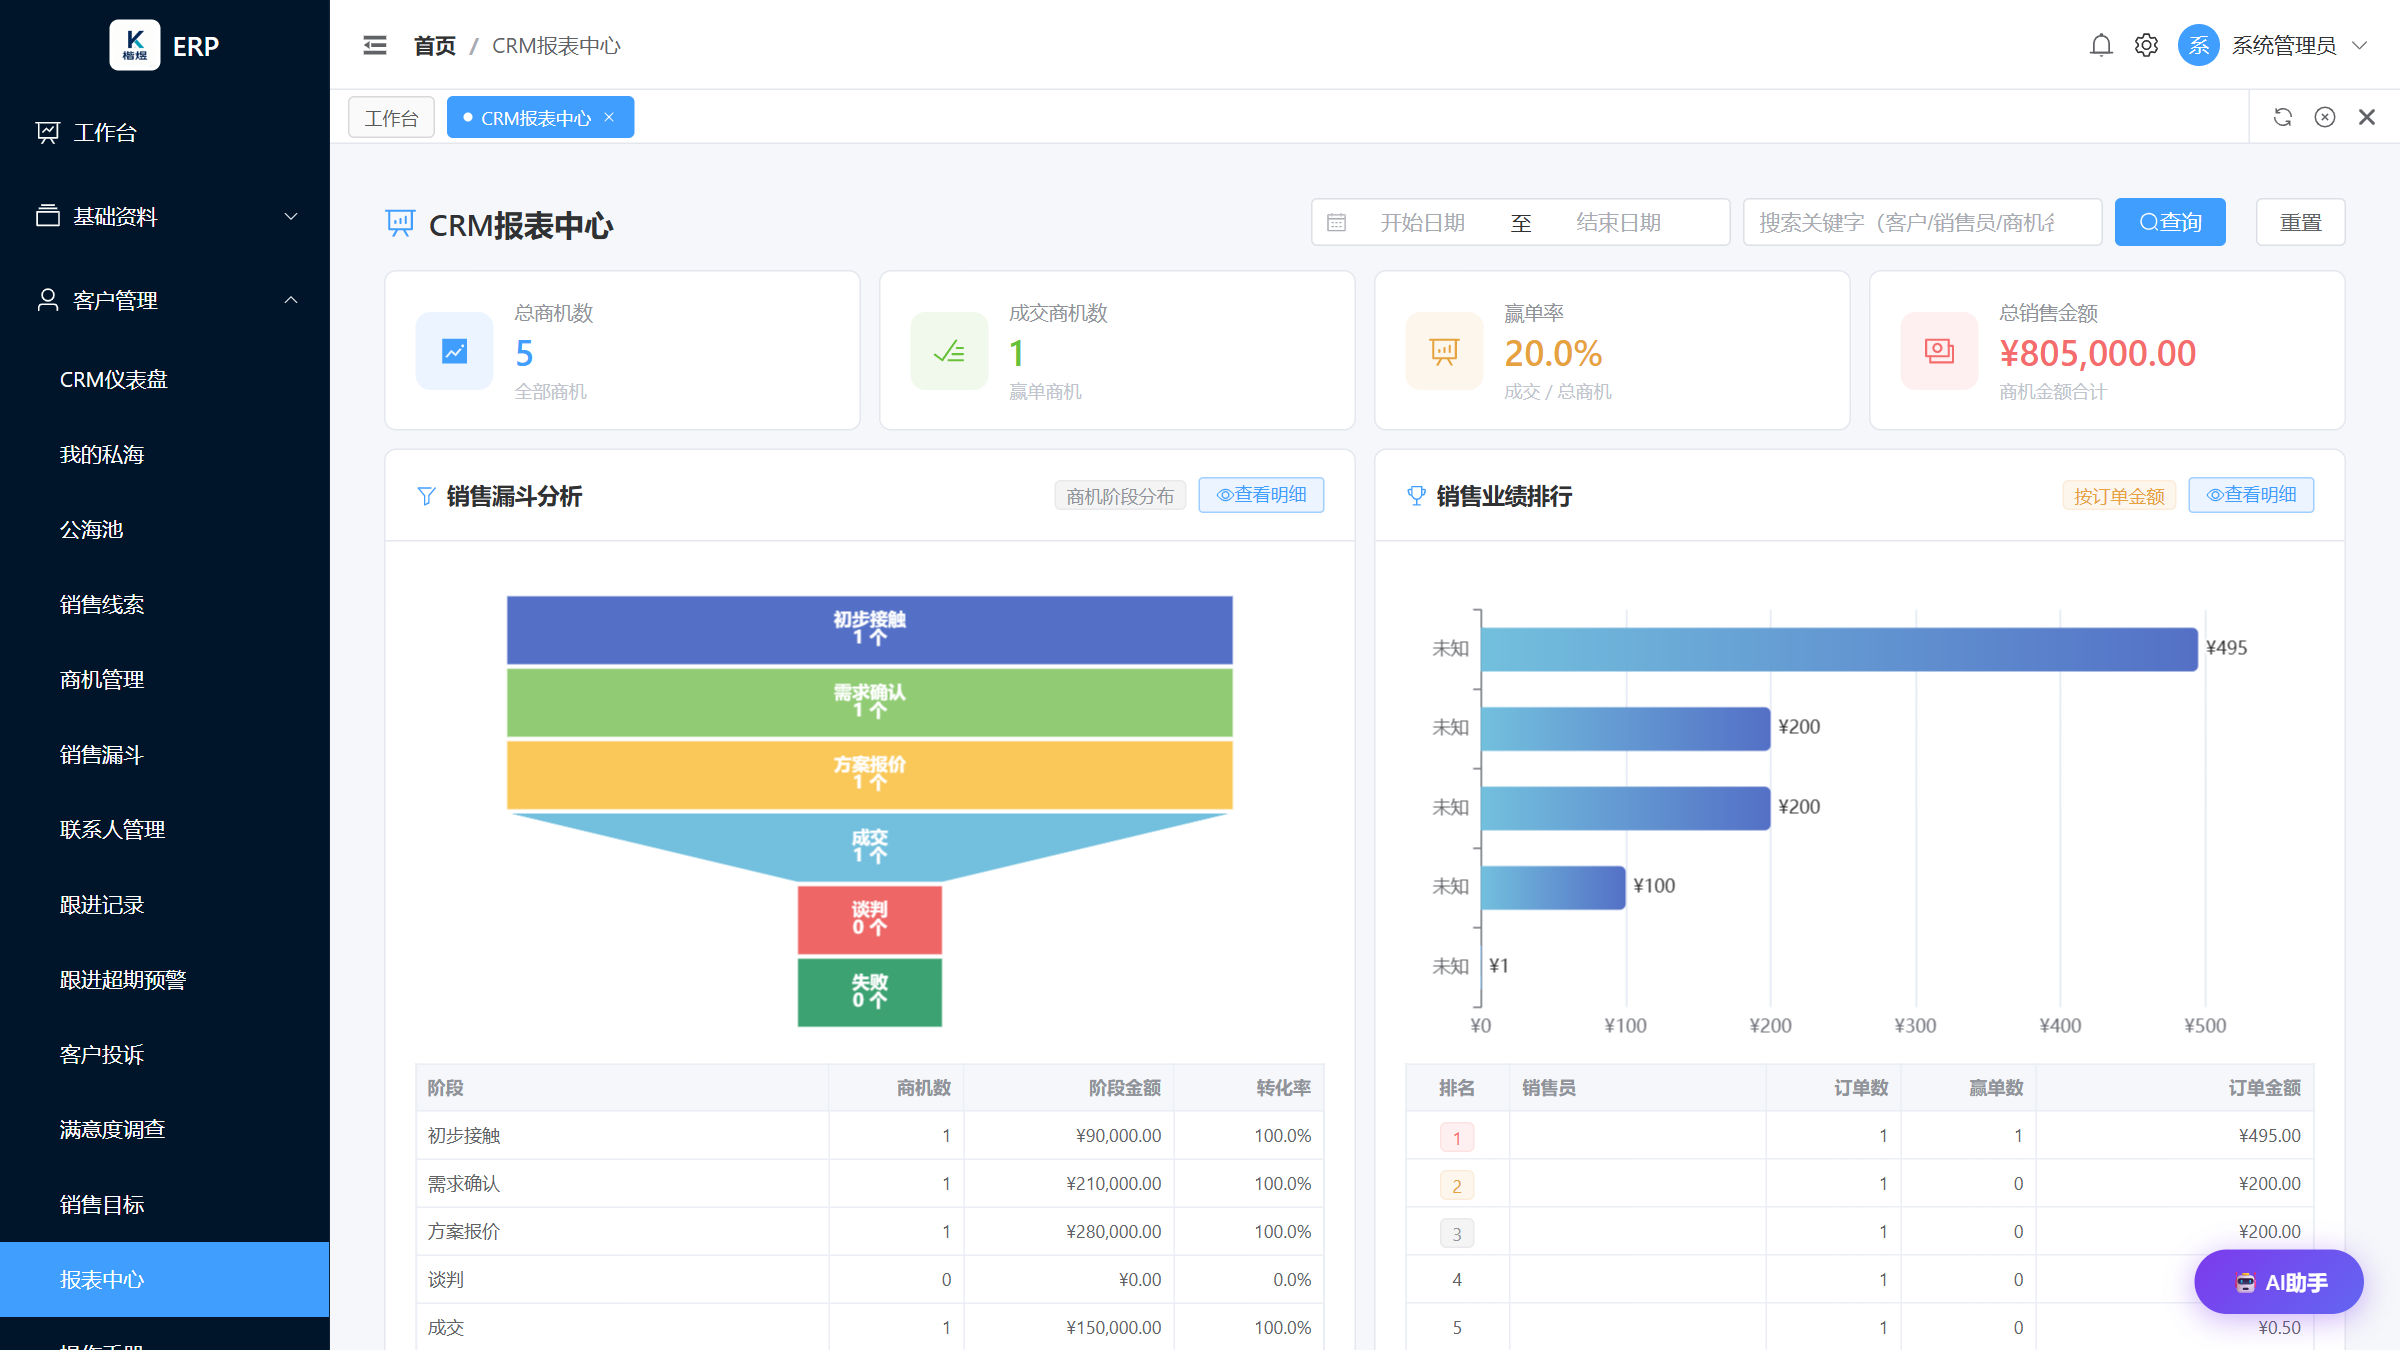 K
楷煜
ERP
工作台
基础资料
客户管理
CRM仪表盘
我的私海
公海池
销售线索
商机管理
销售漏斗
联系人管理
跟进记录
跟进超期预警
客户投诉
满意度调查
销售目标
报表中心
首页 / CRM报表中心
系 系统管理员
工作台
CRM报表中心
CRM报表中心
开始日期 至 结束日期
搜索关键字（客户/销售员/商机名
查询
重置
总商机数
5
全部商机
成交商机数
1
赢单商机
赢单率
20.0%
成交 / 总商机
总销售金额
¥805,000.00
商机金额合计
销售漏斗分析
商机阶段分布
查看明细
初步接触
1 个
需求确认
1 个
方案报价
1 个
成交
1 个
谈判
0 个
失败
0 个
阶段 商机数 阶段金额 转化率
初步接触 1 ¥90,000.00 100.0%
需求确认 1 ¥210,000.00 100.0%
方案报价 1 ¥280,000.00 100.0%
谈判 0 ¥0.00 0.0%
成交 1 ¥150,000.00 100.0%
销售业绩排行
按订单金额
查看明细
未知 ¥495
未知 ¥200
未知 ¥200
未知 ¥100
未知 ¥1
¥0 ¥100 ¥200 ¥300 ¥400 ¥500
排名 销售员 订单数 赢单数 订单金额
1 1 1 ¥495.00
2 1 0 ¥200.00
3 1 0 ¥200.00
4 1 0
5 1 0 ¥0.50
AI助手